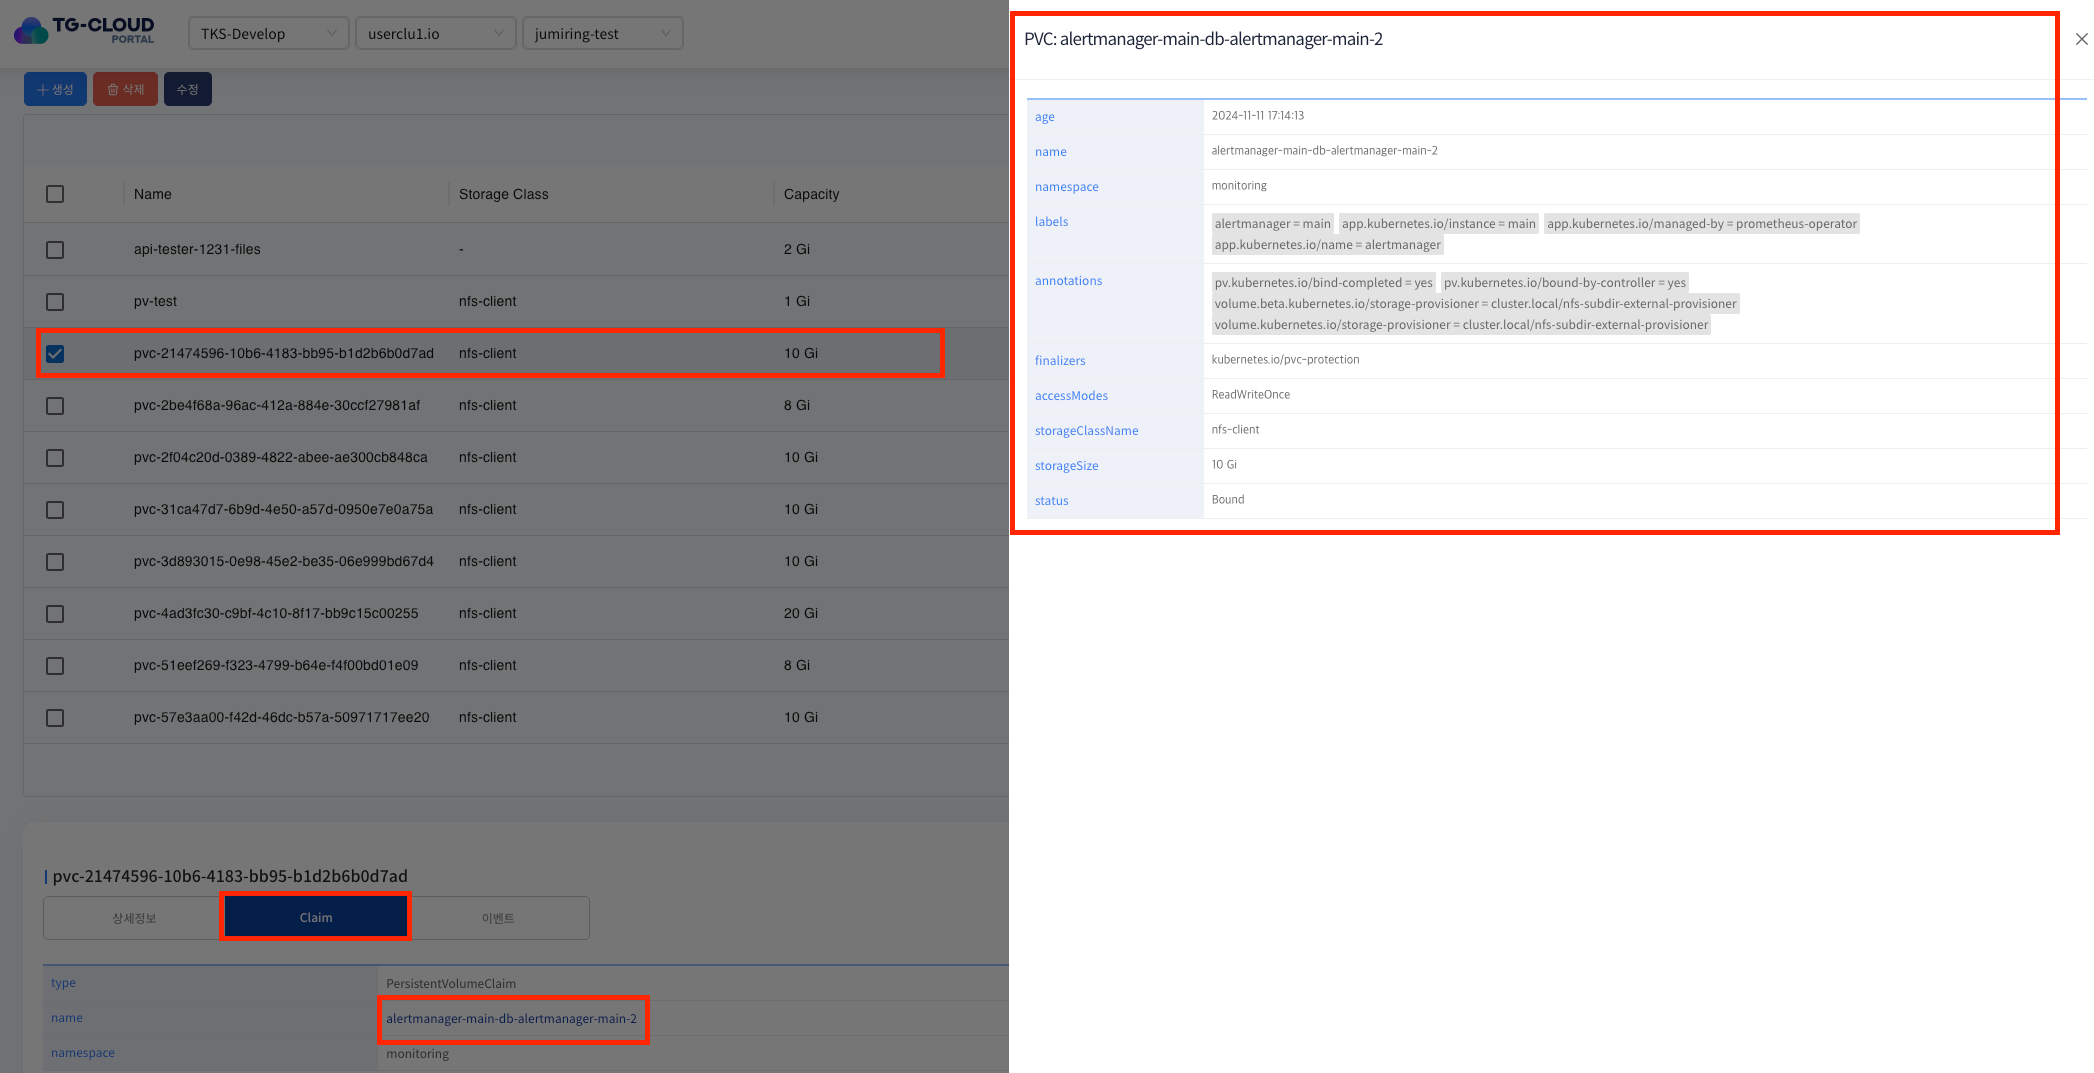 TG-CLOUD
PORTAL
TKS-Develop
userclu1.io
jumiring-test
생성
삭제
수정
Name Storage Class Capacity
api-tester-1231-files - 2 Gi
pv-test nfs-client 1 Gi
pvc-21474596-10b6-4183-bb95-b1d2b6b0d7ad nfs-client 10 Gi
pvc-2be4f68a-96ac-412a-884e-30ccf27981af nfs-client 8 Gi
pvc-2f04c20d-0389-4822-abee-ae300cb848ca nfs-client 10 Gi
pvc-31ca47d7-6b9d-4e50-a57d-0950e7e0a75a nfs-client 10 Gi
pvc-3d893015-0e98-45e2-be35-06e999bd67d4 nfs-client 10 Gi
pvc-4ad3fc30-c9bf-4c10-8f17-bb9c15c00255 nfs-client 20 Gi
pvc-51eef269-f323-4799-b64e-f4f00bd01e09 nfs-client 8 Gi
pvc-57e3aa00-f42d-46dc-b57a-50971717ee20 nfs-client 10 Gi
pvc-21474596-10b6-4183-bb95-b1d2b6b0d7ad
상세정보 Claim 이벤트
type PersistentVolumeClaim
name alertmanager-main-db-alertmanager-main-2
namespace monitoring
PVC: alertmanager-main-db-alertmanager-main-2
age 2024-11-11 17:14:13
name alertmanager-main-db-alertmanager-main-2
namespace monitoring
labels alertmanager = main app.kubernetes.io/instance = main app.kubernetes.io/managed-by = prometheus-operator
app.kubernetes.io/name = alertmanager
annotations pv.kubernetes.io/bind-completed = yes pv.kubernetes.io/bound-by-controller = yes
volume.beta.kubernetes.io/storage-provisioner = cluster.local/nfs-subdir-external-provisioner
volume.kubernetes.io/storage-provisioner = cluster.local/nfs-subdir-external-provisioner
finalizers kubernetes.io/pvc-protection
accessModes ReadWriteOnce
storageClassName nfs-client
storageSize 10 Gi
status Bound